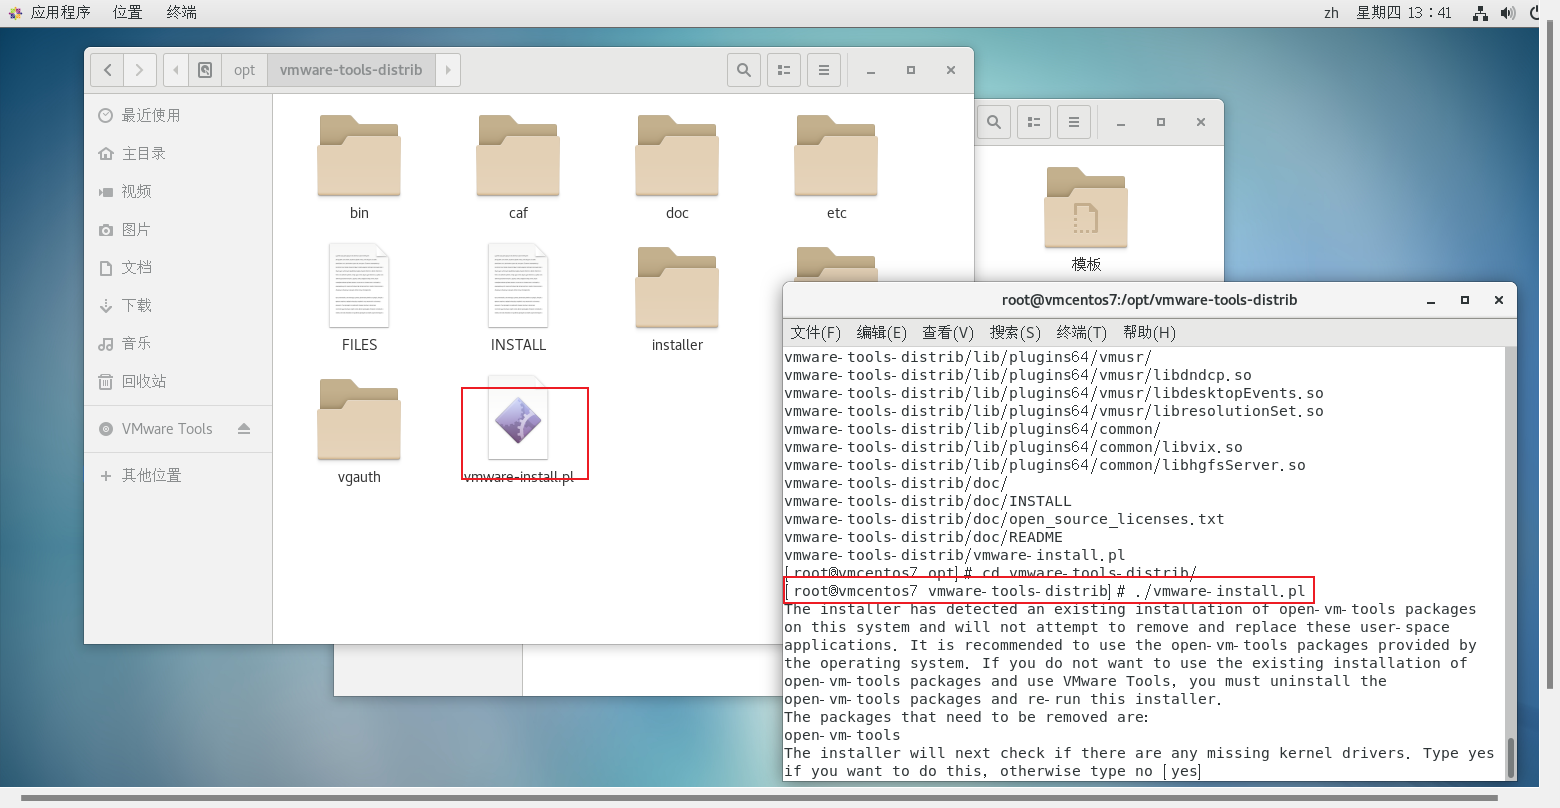 应用程序 位置 终端 zh 星期四 13：41
opt vmware-tools-distrib
最近使用
主目录
视频
图片
文档
下载
音乐
回收站
VMware Tools
其他位置
bin caf doc etc
FILES INSTALL installer
vgauth vmware-install.pl
模板
root@vmcentos7:/opt/vmware-tools-distrib
文件(F) 编辑(E) 查看(V) 搜索(S) 终端(T) 帮助(H)
vmware-tools-distrib/lib/plugins64/vmusr/
vmware-tools-distrib/lib/plugins64/vmusr/libdndcp.so
vmware-tools-distrib/lib/plugins64/vmusr/libdesktopEvents.so
vmware-tools-distrib/lib/plugins64/vmusr/libresolutionSet.so
vmware-tools-distrib/lib/plugins64/common/
vmware-tools-distrib/lib/plugins64/common/libvix.so
vmware-tools-distrib/lib/plugins64/common/libhgfsServer.so
vmware-tools-distrib/doc/
vmware-tools-distrib/doc/INSTALL
vmware-tools-distrib/doc/open_source_licenses.txt
vmware-tools-distrib/doc/README
vmware-tools-distrib/vmware-install.pl
[root@vmcentos7 opt]# cd vmware-tools-distrib/
[root@vmcentos7 vmware-tools-distrib]# ./vmware-install.pl
The installer has detected an existing installation of open-vm-tools packages
on this system and will not attempt to remove and replace these user-space
applications. It is recommended to use the open-vm-tools packages provided by
the operating system. If you do not want to use the existing installation of
open-vm-tools packages and use VMware Tools, you must uninstall the
open-vm-tools packages and re-run this installer.
The packages that need to be removed are:
open-vm-tools
The installer will next check if there are any missing kernel drivers. Type yes
if you want to do this, otherwise type no [yes]